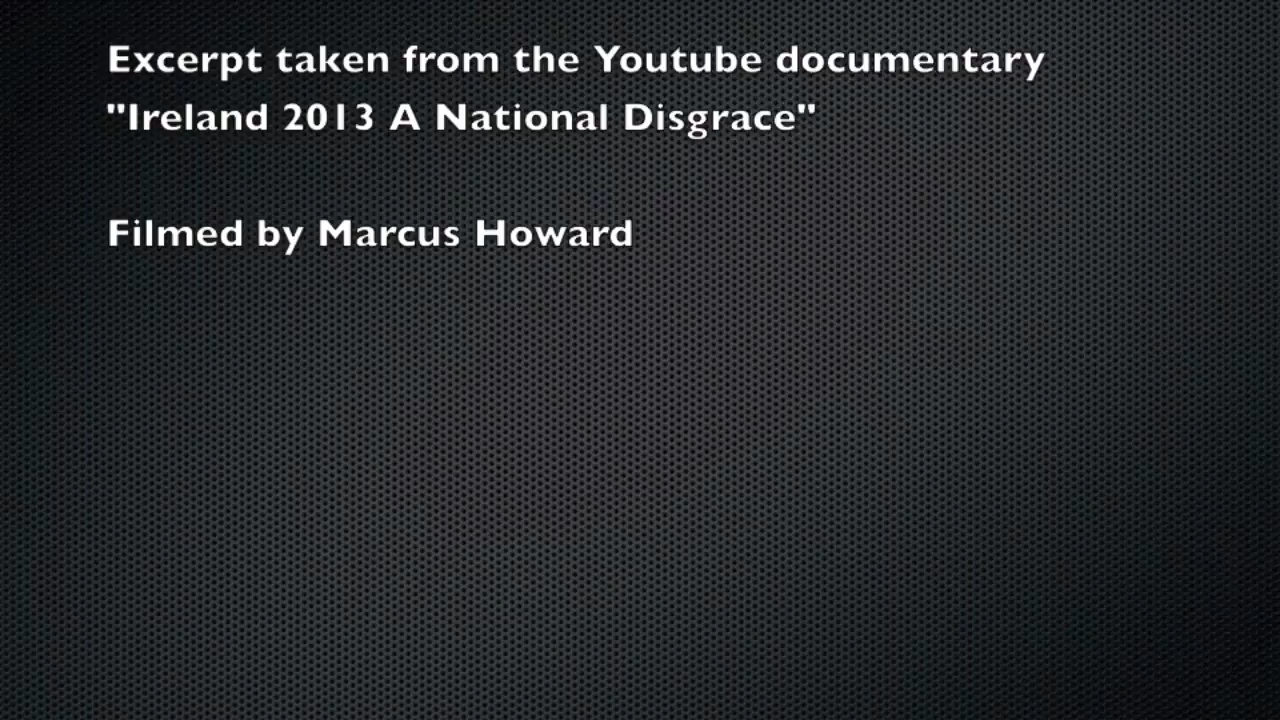 Excerpt taken from the Youtube documentary
"Ireland 2013 A National Disgrace"
Filmed by Marcus Howard